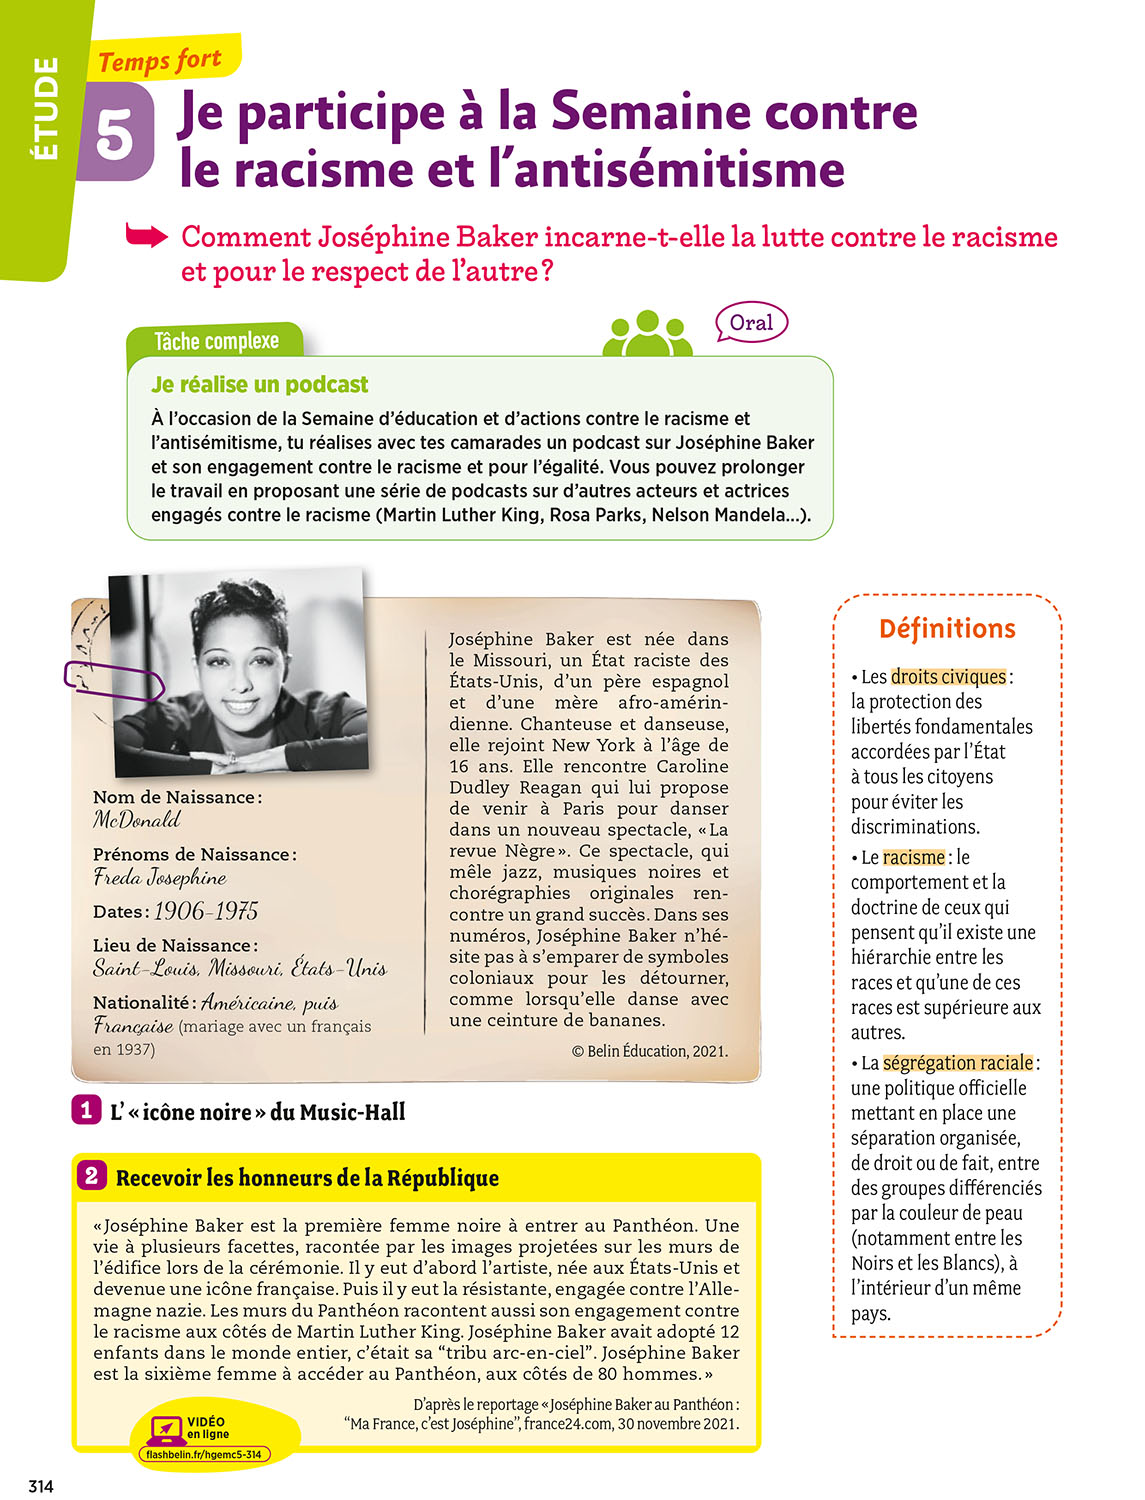 ÉTUDE
Temps fort
5
Je participe à la Semaine contre
le racisme et l'antisémitisme
Comment Joséphine Baker incarne-t-elle la lutte contre le racisme
et pour le respect de l'autre ?
Oral
Tâche complexe
Je réalise un podcast
À l'occasion de la Semaine d'éducation et d'actions contre le racisme et
l'antisémitisme, tu réalises avec tes camarades un podcast sur Joséphine Baker
et son engagement contre le racisme et pour l'égalité. Vous pouvez prolonger
le travail en proposant une série de podcasts sur d'autres acteurs et actrices
engagés contre le racisme (Martin Luther King, Rosa Parks, Nelson Mandela...).
Nom de Naissance :
McDonald
Prénoms de Naissance :
Freda Josephine
Dates : 1906-1975
Lieu de Naissance :
Saint-Louis, Missouri, États-Unis
Nationalité : Américaine, puis
Française (mariage avec un français
en 1937)
Joséphine Baker est née dans
le Missouri, un État raciste des
États-Unis, d'un père espagnol
et d'une mère afro-amérin-
dienne. Chanteuse et danseuse,
elle rejoint New York à l'âge de
16 ans. Elle rencontre Caroline
Dudley Reagan qui lui propose
de venir à Paris pour danser
dans un nouveau spectacle, « La
revue Nègre ». Ce spectacle, qui
mêle jazz, musiques noires et
chorégraphies originales ren-
contre un grand succès. Dans ses
numéros, Joséphine Baker n'hé-
site pas à s'emparer de symboles
coloniaux pour les détourner,
comme lorsqu'elle danse avec
une ceinture de bananes.
© Belin Éducation, 2021.
1 L' « icône noire » du Music-Hall
2 Recevoir les honneurs de la République
« Joséphine Baker est la première femme noire à entrer au Panthéon. Une
vie à plusieurs facettes, racontée par les images projetées sur les murs de
l'édifice lors de la cérémonie. Il y eut d'abord l'artiste, née aux États-Unis et
devenue une icône française. Puis il y eut la résistante, engagée contre l'Alle-
magne nazie. Les murs du Panthéon racontent aussi son engagement contre
le racisme aux côtés de Martin Luther King. Joséphine Baker avait adopté 12
enfants dans le monde entier, c'était sa "tribu arc-en-ciel". Joséphine Baker
est la sixième femme à accéder au Panthéon, aux côtés de 80 hommes. »
D'après le reportage « Joséphine Baker au Panthéon :
"Ma France, c'est Joséphine", france24.com, 30 novembre 2021.
VIDÉO
en ligne
flashbelin.fr/hgemc5-314
Définitions
• Les droits civiques :
la protection des
libertés fondamentales
accordées par l'État
à tous les citoyens
pour éviter les
discriminations.
• Le racisme : le
comportement et la
doctrine de ceux qui
pensent qu'il existe une
hiérarchie entre les
races et qu'une de ces
races est supérieure aux
autres.
• La ségrégation raciale :
une politique officielle
mettant en place une
séparation organisée,
de droit ou de fait, entre
des groupes différenciés
par la couleur de peau
(notamment entre les
Noirs et les Blancs), à
l'intérieur d'un même
pays.
314